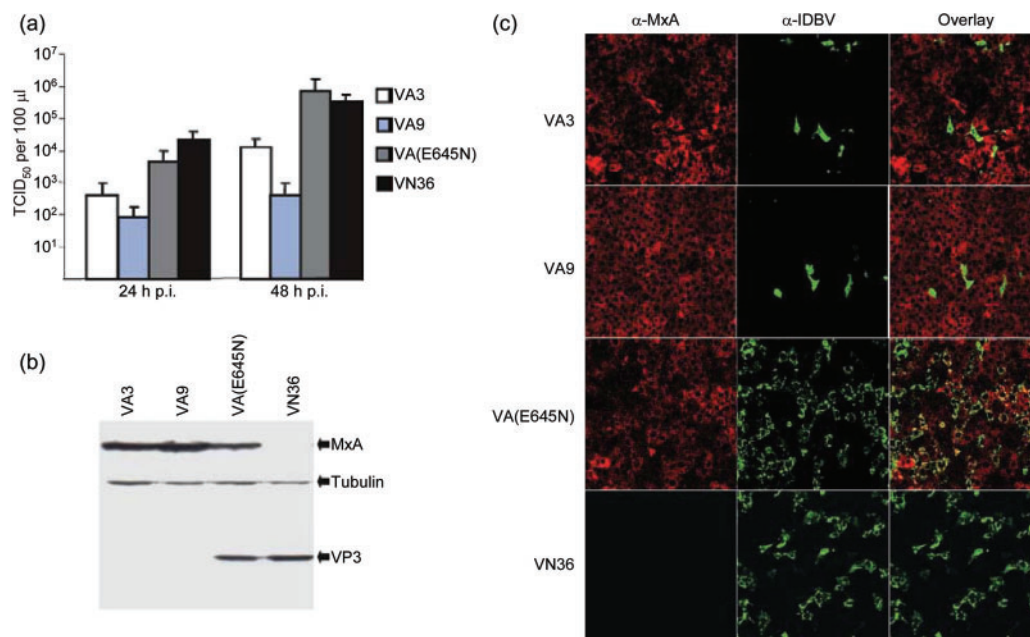 (a)
10⁷
10⁶
10⁵
10⁴
10³
10²
10¹
TCID₅₀ per 100 µl
24 h p.i.
48 h p.i.
VA3
VA9
VA(E645N)
VN36
(b)
VA3
VA9
VA(E645N)
VN36
MxA
Tubulin
VP3
(c)
α-MxA
α-IDBV
Overlay
VA3
VA9
VA(E645N)
VN36